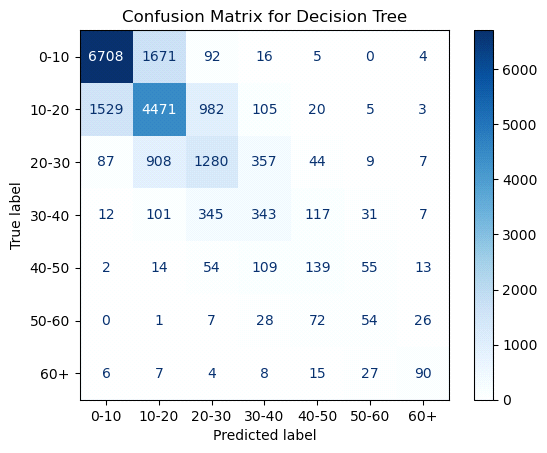 Confusion Matrix for Decision Tree
0-10 6708 1671 92 16 5 0 4
10-20 1529 4471 982 105 20 5 3
20-30 87 908 1280 357 44 9 7
30-40 12 101 345 343 117 31 7
40-50 2 14 54 109 139 55 13
50-60 0 1 7 28 72 54 26
60+ 6 7 4 8 15 27 90
0-10 10-20 20-30 30-40 40-50 50-60 60+
Predicted label
True label
6000
5000
4000
3000
2000
1000
0